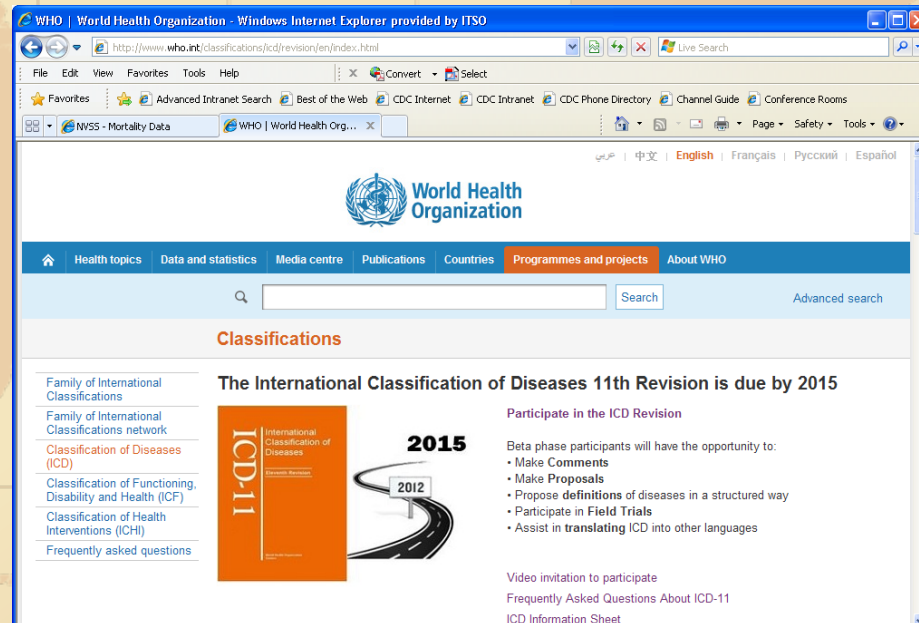 WHO | World Health Organization - Windows Internet Explorer provided by ITSO
http://www.who.int/classifications/icd/revision/en/index.html
Live Search
File Edit View Favorites Tools Help
Convert
Select
Favorites
Advanced Intranet Search
Best of the Web
CDC Internet
CDC Intranet
CDC Phone Directory
Channel Guide
Conference Rooms
NVSS - Mortality Data
WHO | World Health Org...
Page
Safety
Tools
عربي | 中文 | English | Français | Русский | Español
World Health
Organization
Health topics
Data and statistics
Media centre
Publications
Countries
Programmes and projects
About WHO
Search
Advanced search
Classifications
Family of International
Classifications
Family of International
Classifications network
Classification of Diseases
(ICD)
Classification of Functioning,
Disability and Health (ICF)
Classification of Health
Interventions (ICHI)
Frequently asked questions
The International Classification of Diseases 11th Revision is due by 2015
ICD-11
International
Classification of
Diseases
Eleventh Revision
2015
2012
Participate in the ICD Revision
Beta phase participants will have the opportunity to:
• Make Comments
• Make Proposals
• Propose definitions of diseases in a structured way
• Participate in Field Trials
• Assist in translating ICD into other languages
Video invitation to participate
Frequently Asked Questions About ICD-11
ICD Information Sheet